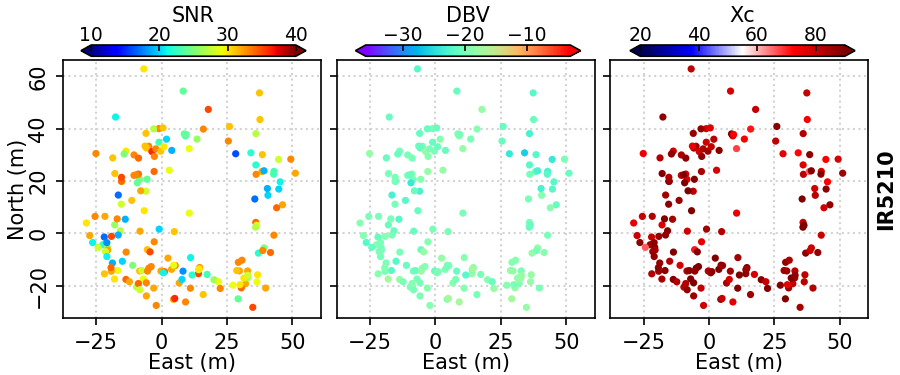 SNR DBV Xc
10 20 30 40 −30 −20 −10 20 40 60 80
60
40
20
0
−20
North (m)
IR5210
−25 0 25 50 −25 0 25 50 −25 0 25 50
East (m) East (m) East (m)